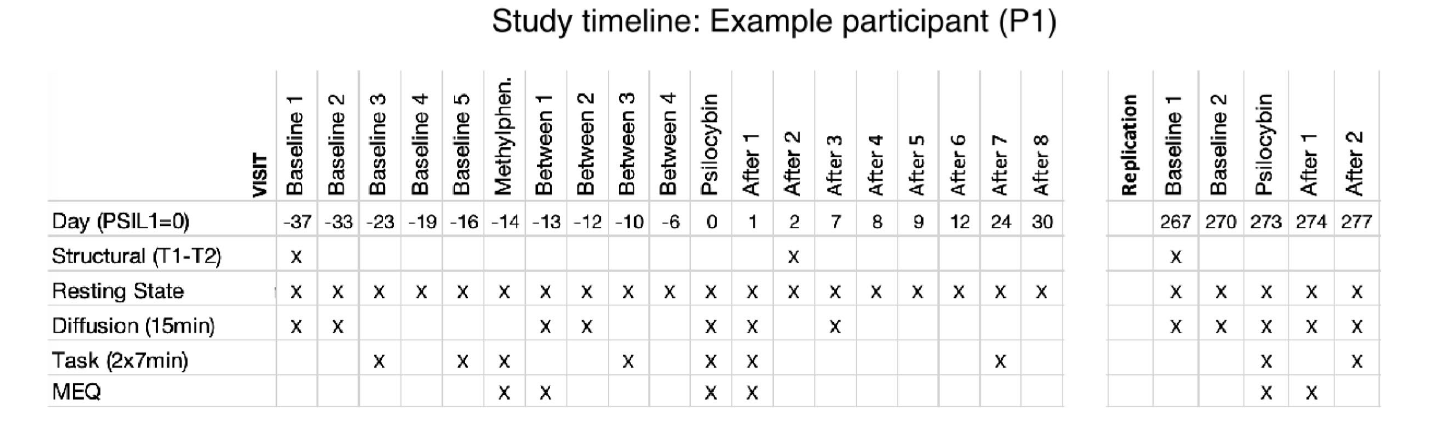 Study timeline: Example participant (P1)
VISIT Baseline 1 Baseline 2 Baseline 3 Baseline 4 Baseline 5 Methylphen. Between 1 Between 2 Between 3 Between 4 Psilocybin After 1 After 2 After 3 After 4 After 5 After 6 After 7 After 8 Replication Baseline 1 Baseline 2 Psilocybin After 1 After 2
Day (PSIL1=0) -37 -33 -23 -19 -16 -14 -13 -12 -10 -6 0 1 2 7 8 9 12 24 30 267 270 273 274 277
Structural (T1-T2) X X X
Resting State X X X X X X X X X X X X X X X X X X X X X X X X
Diffusion (15min) X X X X X X X X X X X X
Task (2x7min) X X X X X X X X X
MEQ X X X X X X